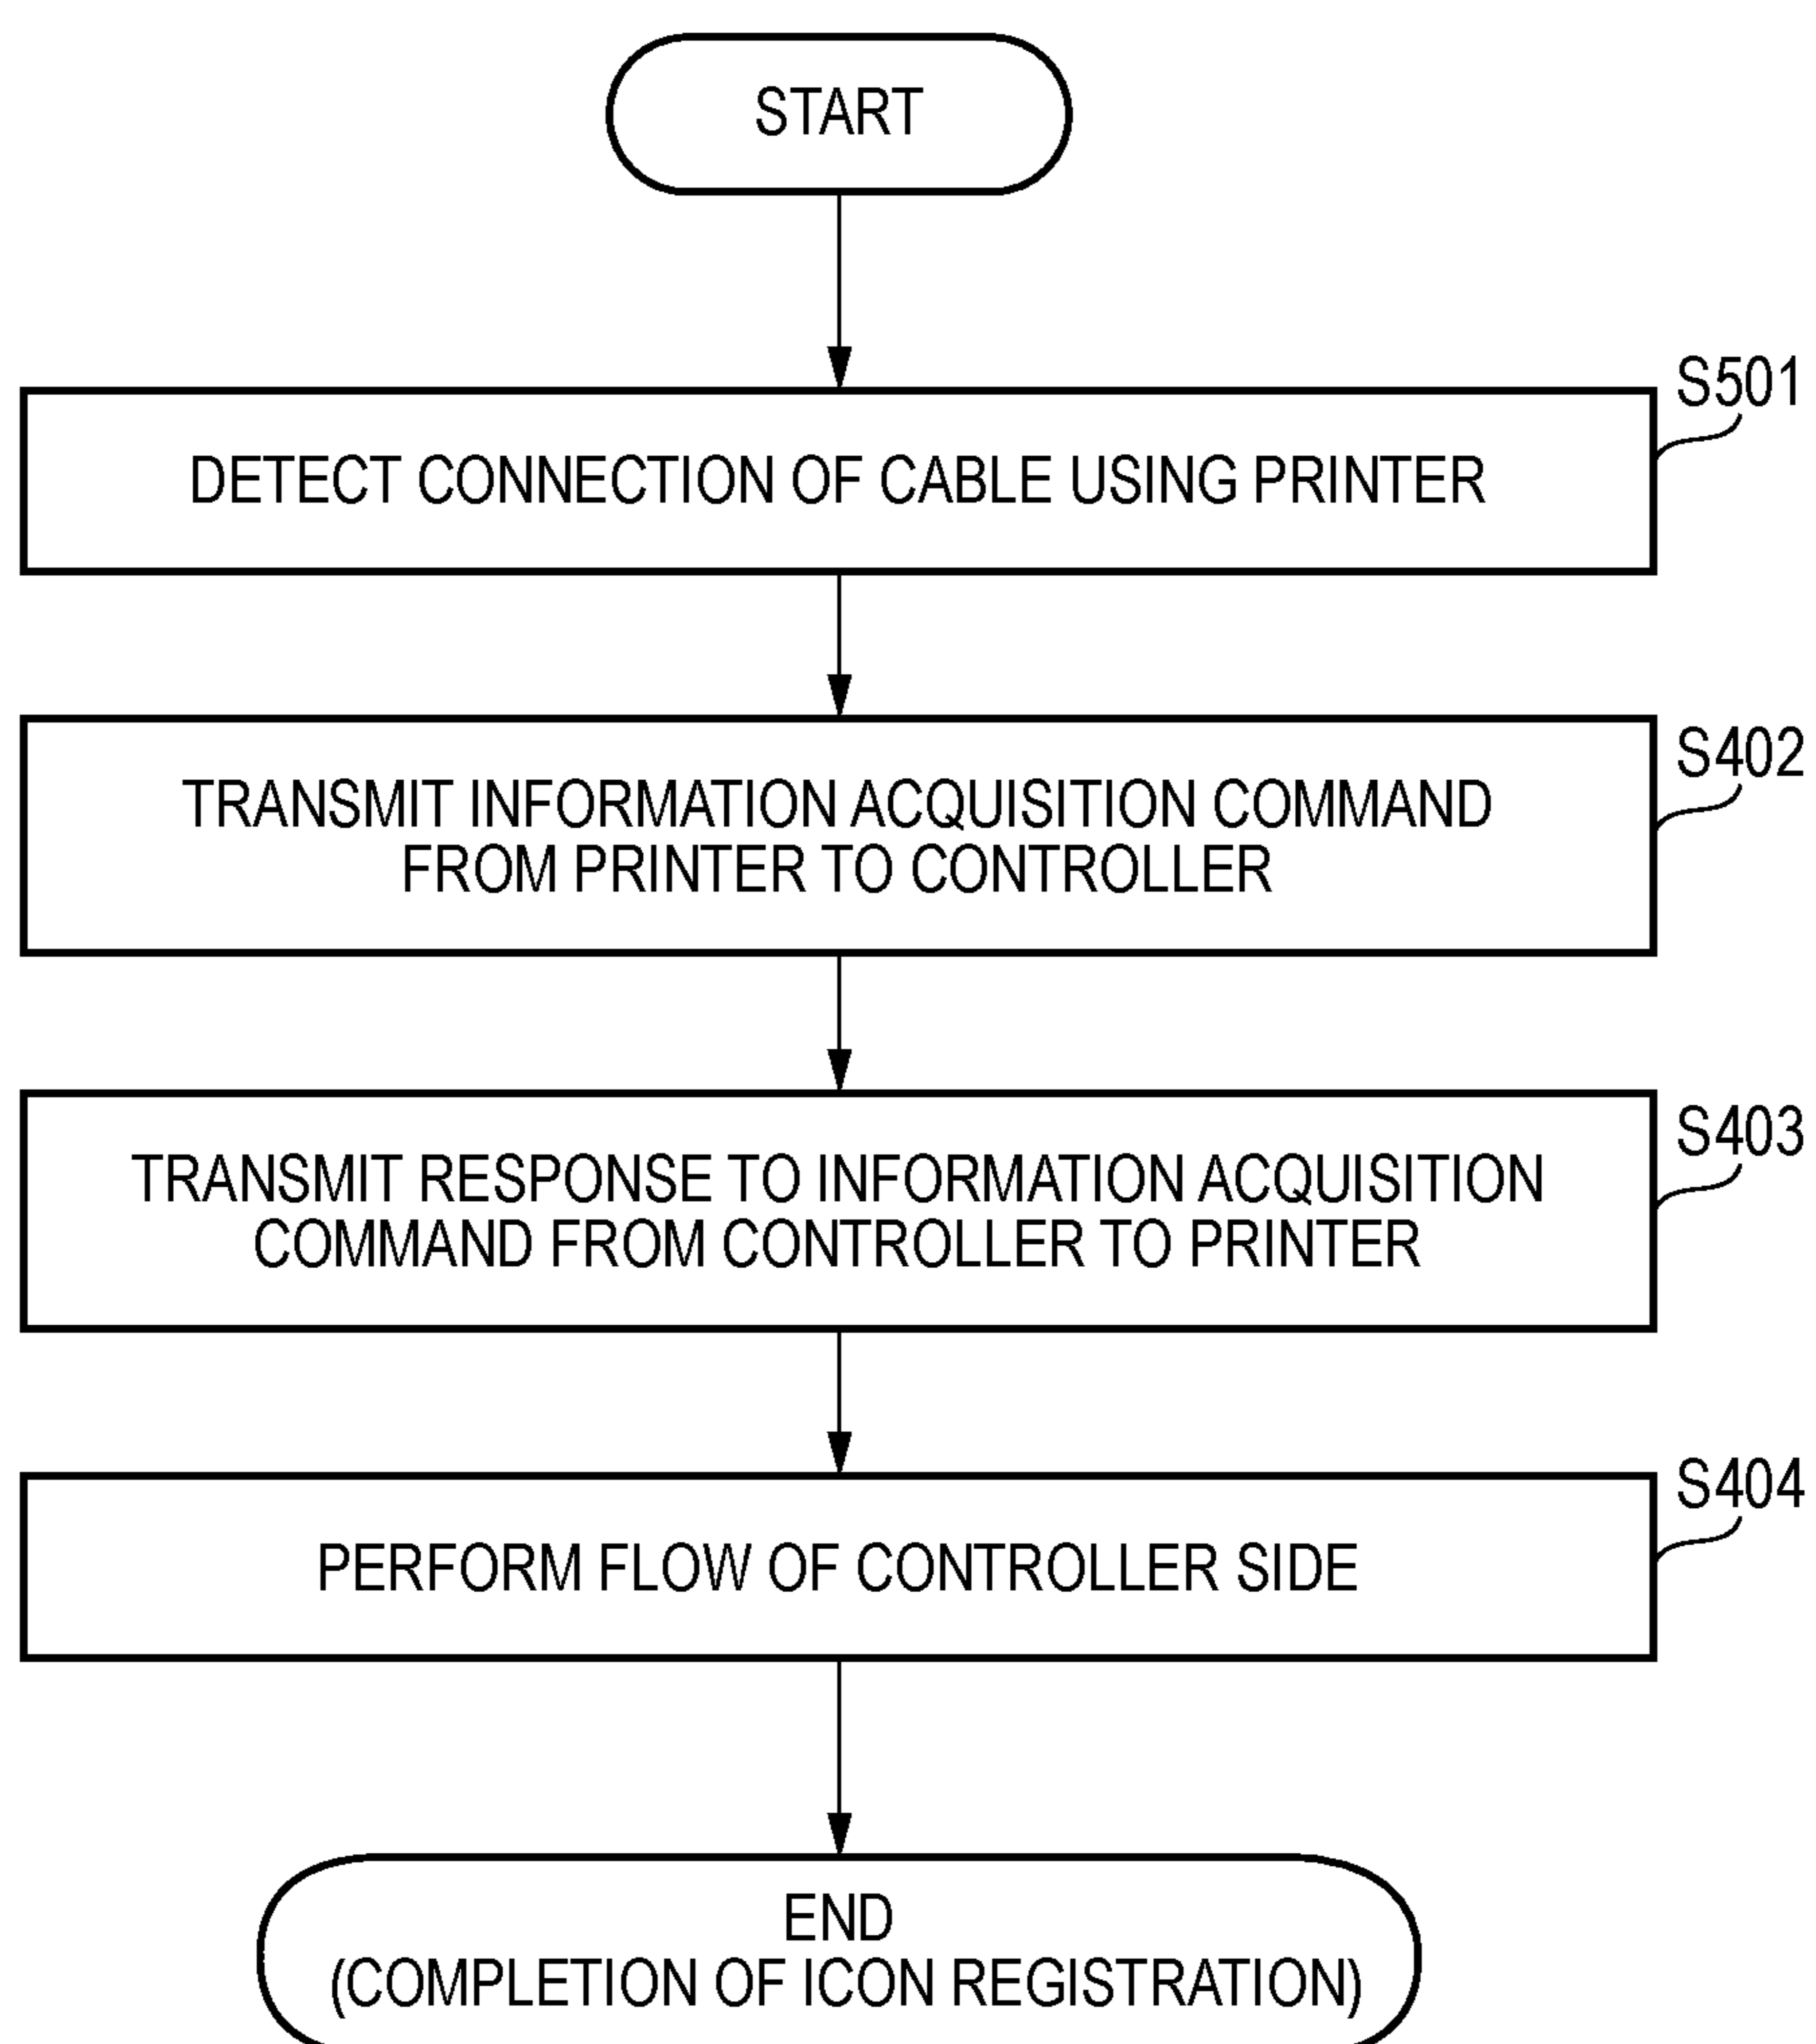 START
S501
DETECT CONNECTION OF CABLE USING PRINTER
S402
TRANSMIT INFORMATION ACQUISITION COMMAND
FROM PRINTER TO CONTROLLER
S403
TRANSMIT RESPONSE TO INFORMATION ACQUISITION
COMMAND FROM CONTROLLER TO PRINTER
S404
PERFORM FLOW OF CONTROLLER SIDE
END
(COMPLETION OF ICON REGISTRATION)